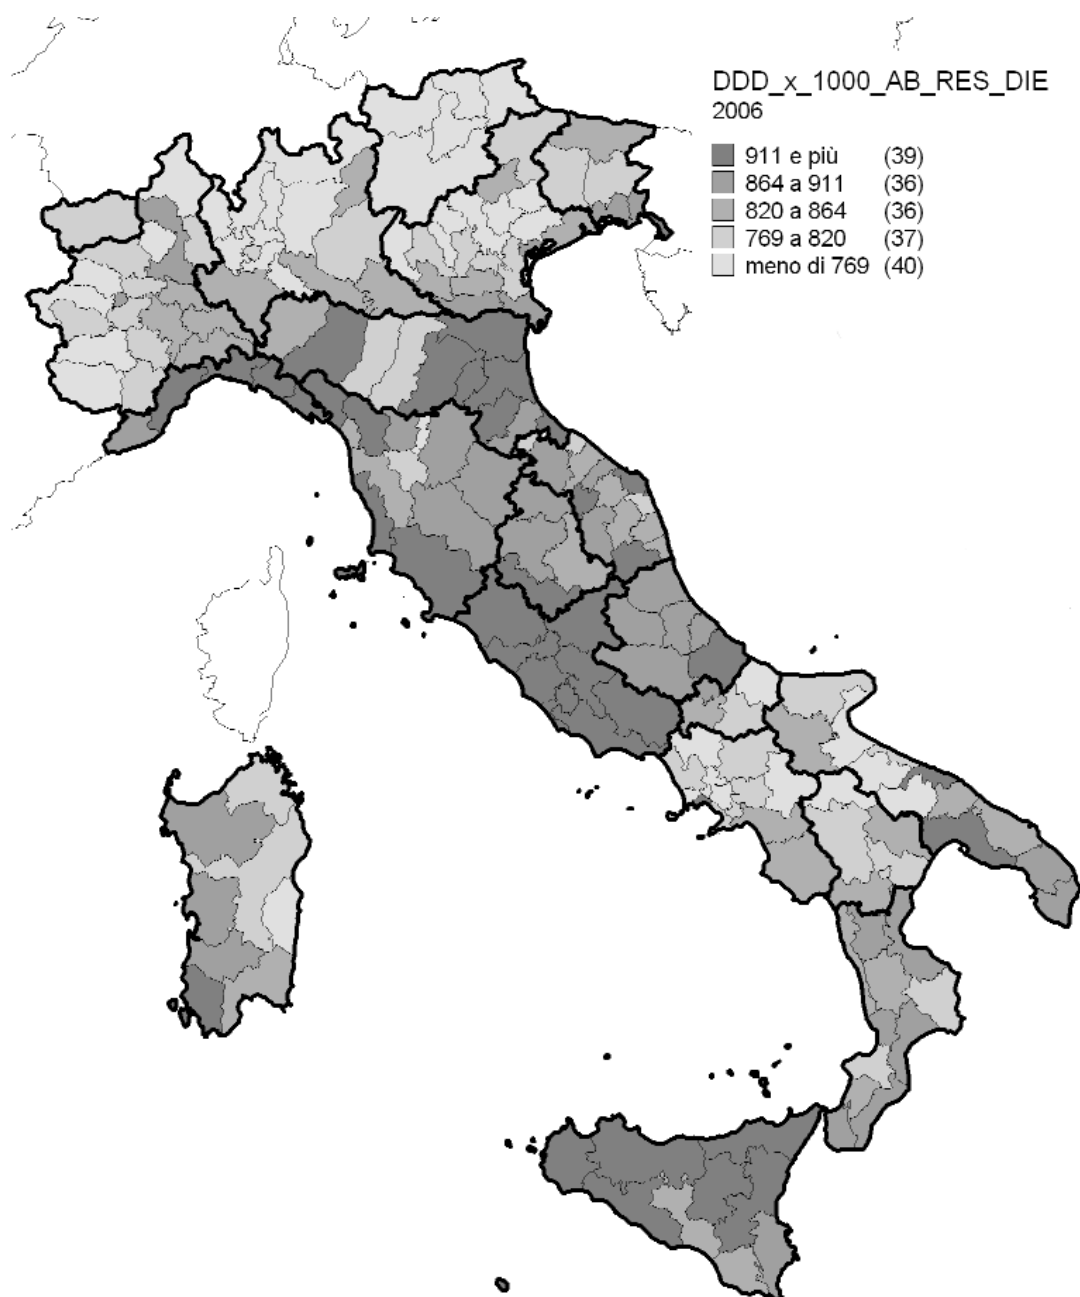 DDD_x_1000_AB_RES_DIE
2006
911 e più (39)
864 a 911 (36)
820 a 864 (36)
769 a 820 (37)
meno di 769 (40)